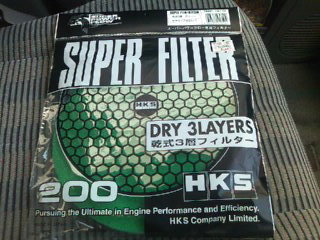 SUPER FILTER
HKS
DRY 3LAYERS
乾式3層フィルター
200
HKS
Pursuing the Ultimate in Engine Performance and Efficiency.
HKS Company Limited.